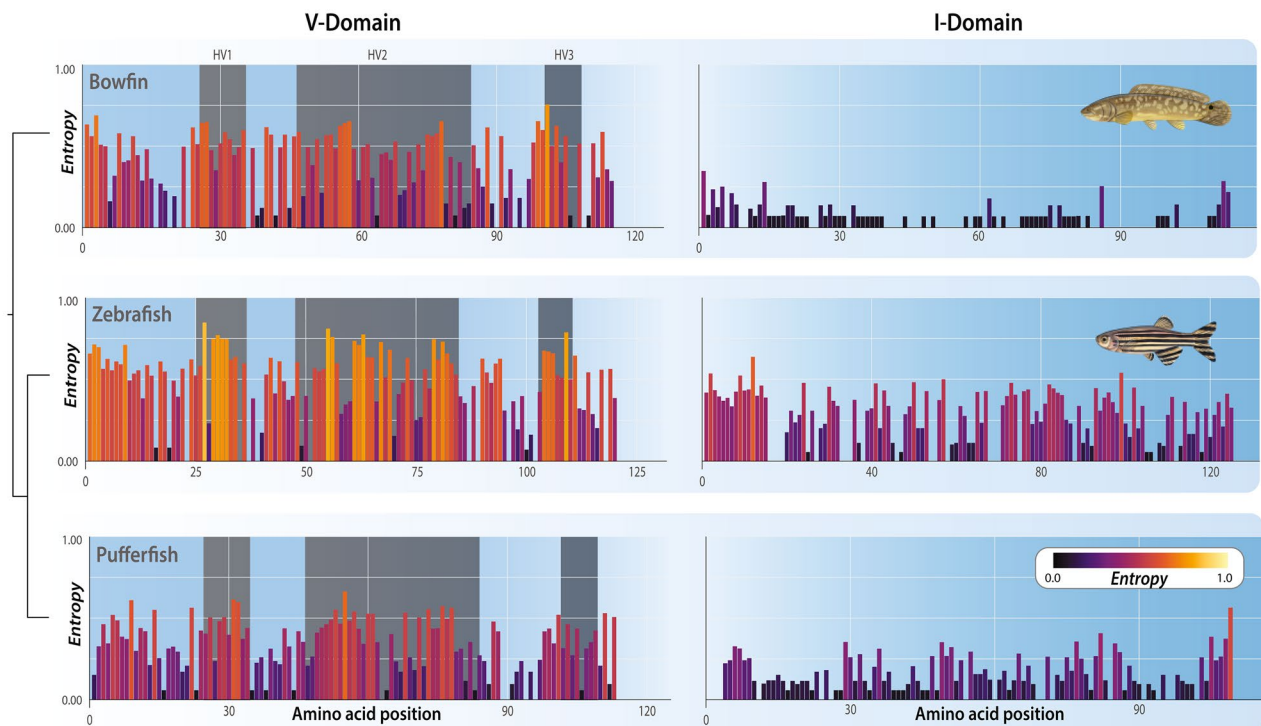 V-Domain I-Domain
HV1 HV2 HV3
1.00
Bowfin
Entropy
0.00
0 30 60 90 120 0 30 60 90
1.00
Zebrafish
Entropy
0.00
0 25 50 75 100 125 0 40 80 120
1.00
Pufferfish
Entropy
0.0 Entropy 1.0
0.00
0 30 Amino acid position 90 120 0 30 Amino acid position 90